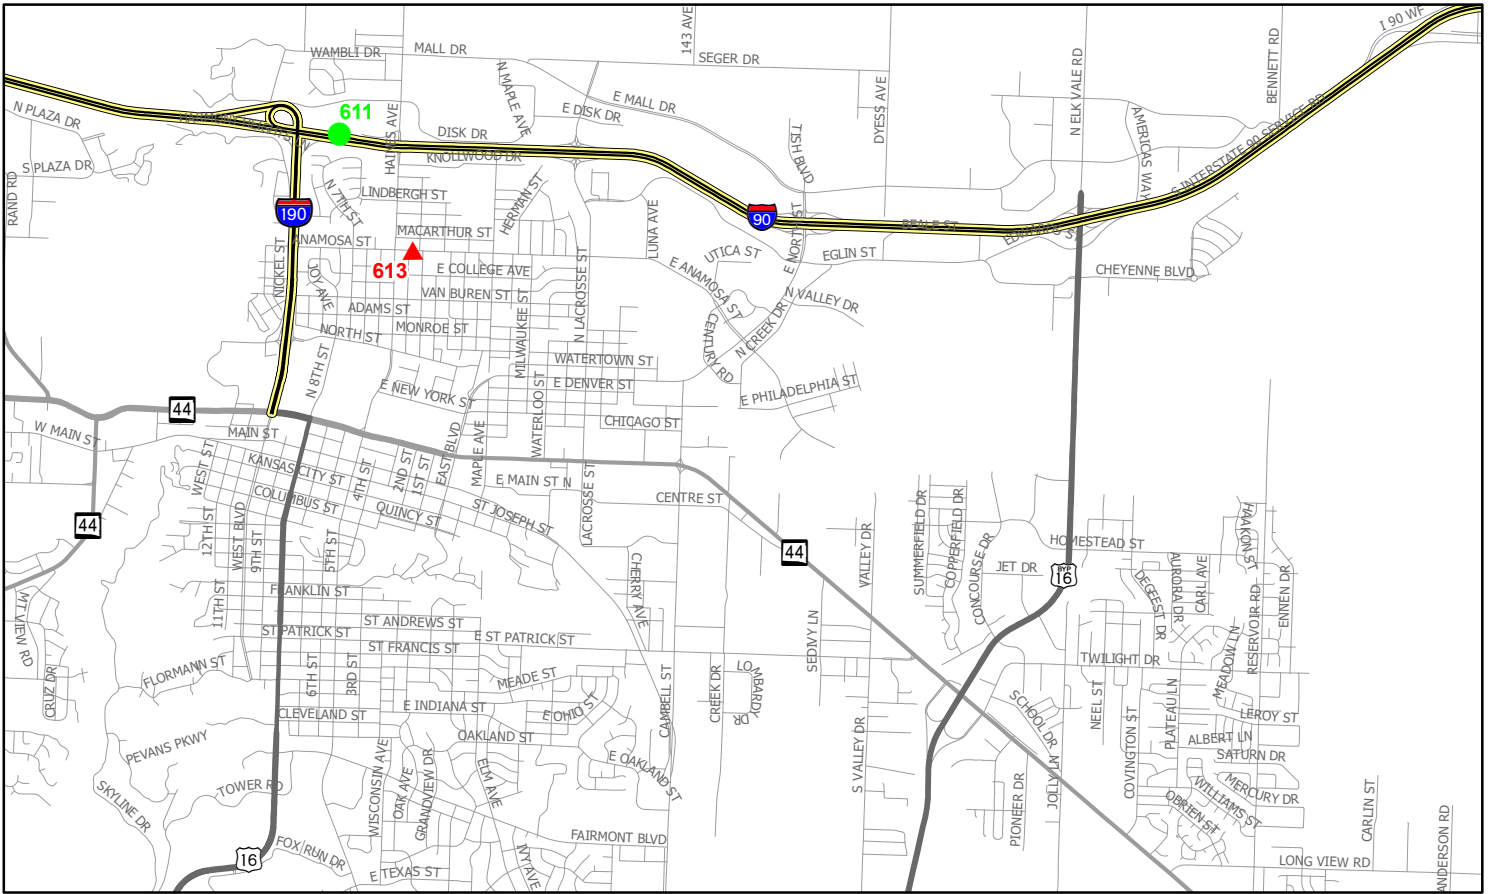 143 AVE
I 90 WF
WAMBLI DR
MALL DR
SEGER DR
BENNETT RD
N ELK VALE RD
N MAPLE AVE
E DISK DR
E MALL DR
DYESS AVE
AMERICAS WAY
N PLAZA DR
611
HAINES AVE
DISK DR
KNOLLWOOD DR
TISH BLVD
S INTERSTATE 90 SERVICE RD
S PLAZA DR
RAND RD
N 7TH ST
LINDBERGH ST
HERMAN ST
190
90
BEALE ST
EDWARDS ST
LUNA AVE
E NORTH ST
MACARTHUR ST
ANAMOSA ST
613
E COLLEGE AVE
NICKEL ST
JOY AVE
UTICA ST
EGLIN ST
E ANAMOSA ST
CHEYENNE BLVD
VAN BUREN ST
ADAMS ST
MONROE ST
NORTH ST
MILWAUKEE ST
N LACROSSE ST
N VALLEY DR
N CREEK DR
CENTURY RD
N 8TH ST
WATERTOWN ST
E DENVER ST
E NEW YORK ST
E PHILADELPHIA ST
44
W MAIN ST
MAIN ST
CHICAGO ST
WATERLOO ST
MAPLE AVE
EAST BLVD
WEST ST
KANSAS CITY ST
4TH ST
2ND ST
1ST ST
COLUMBUS ST
QUINCY ST
E MAIN ST N
ST JOSEPH ST
LACROSSE ST
CENTRE ST
44
44
12TH ST
WEST BLVD
9TH ST
5TH ST
11TH ST
CHERRY AVE
VALLEY DR
SUMMERFIELD DR
COPPERFIELD DR
CONCOURSE DR
JET DR
HOMESTEAD ST
BYP
16
HAAKON ST
AURORA DR
CARL AVE
DEGEEST DR
RESERVOIR RD
ENNEN DR
FRANKLIN ST
ST ANDREWS ST
ST PATRICK ST
E ST PATRICK ST
ST FRANCIS ST
MT VIEW RD
CRUZ DR
FLORMANN ST
6TH ST
3RD ST
MEADE ST
SEDIVY LN
TWILIGHT DR
MEADOW LN
CAMBELL ST
CREEK DR
LOMBARDY DR
CLEVELAND ST
E INDIANA ST
E OHIO ST
OAKLAND ST
E OAKLAND ST
PEVANS PKWY
S VALLEY DR
SCHOOL DR
NEEL ST
COVINGTON ST
PLATEAU LN
LEROY ST
ALBERT LN
SATURN DR
MERCURY DR
WILLIAMS ST
OBRIEN ST
SKYLINE DR
TOWER RD
WISCONSIN AVE
OAK AVE
GRANDVIEW DR
ELM AVE
JOLLY LN
PIONEER DR
CARLIN ST
ANDERSON RD
16
FOX RUN DR
E TEXAS ST
IVY AVE
FAIRMONT BLVD
LONG VIEW RD